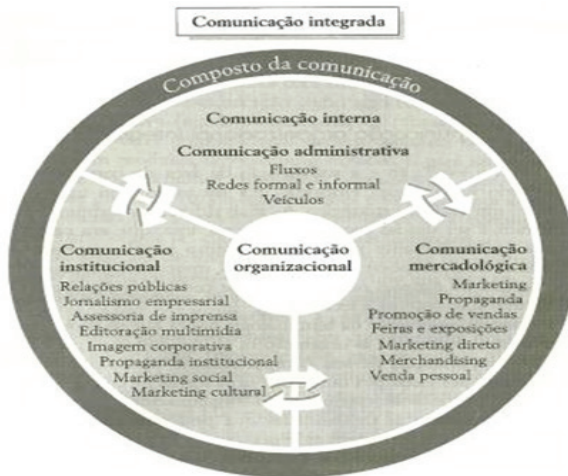 Comunicação integrada
Composto da comunicação
Comunicação interna
Comunicação administrativa
Fluxos
Redes formal e informal
Veículos
Comunicação
institucional
Relações públicas
Jornalismo empresarial
Assessoria de imprensa
Editoração multimídia
Imagem corporativa
Propaganda institucional
Marketing social
Marketing cultural
Comunicação
organizacional
Comunicação
mercadológica
Marketing
Propaganda
Promoção de vendas
Feiras e exposições
Marketing direto
Merchandising
Venda pessoal